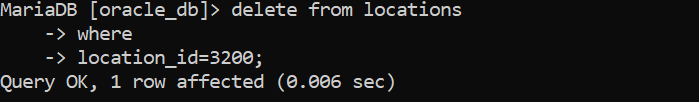 MariaDB [oracle_db]> delete from locations
    -> where
    -> location_id=3200;
Query OK, 1 row affected (0.006 sec)